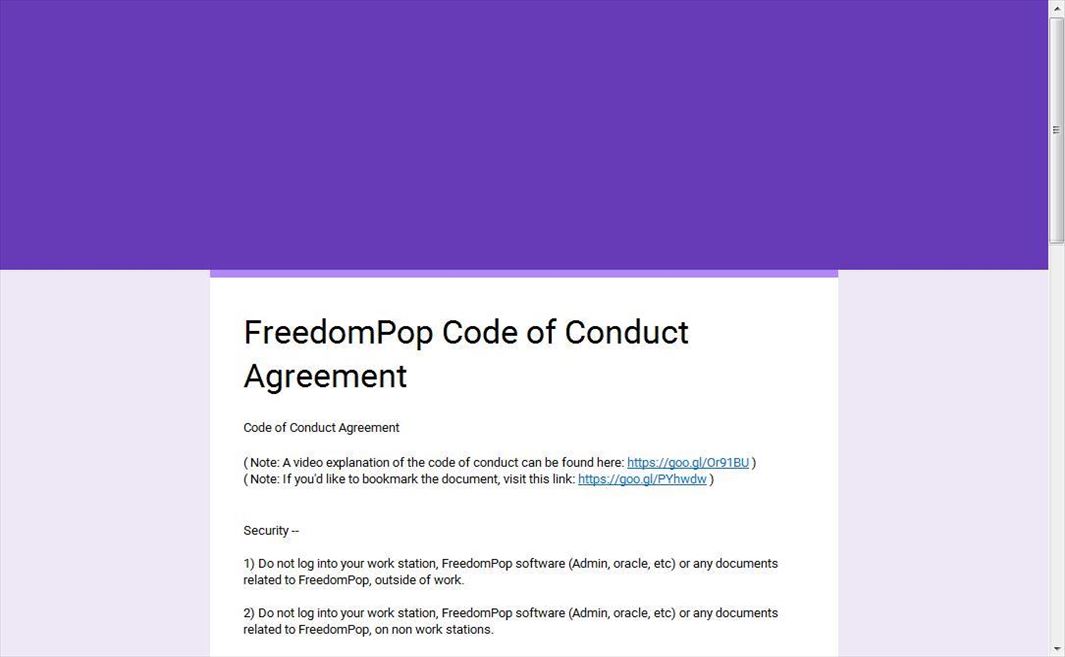 FreedomPop Code of Conduct
Agreement
Code of Conduct Agreement
( Note: A video explanation of the code of conduct can be found here: https://goo.gl/Or91BU )
( Note: If you'd like to bookmark the document, visit this link: https://goo.gl/PYhwdw )
Security --
1) Do not log into your work station, FreedomPop software (Admin, oracle, etc) or any documents
related to FreedomPop, outside of work.
2) Do not log into your work station, FreedomPop software (Admin, oracle, etc) or any documents
related to FreedomPop, on non work stations.